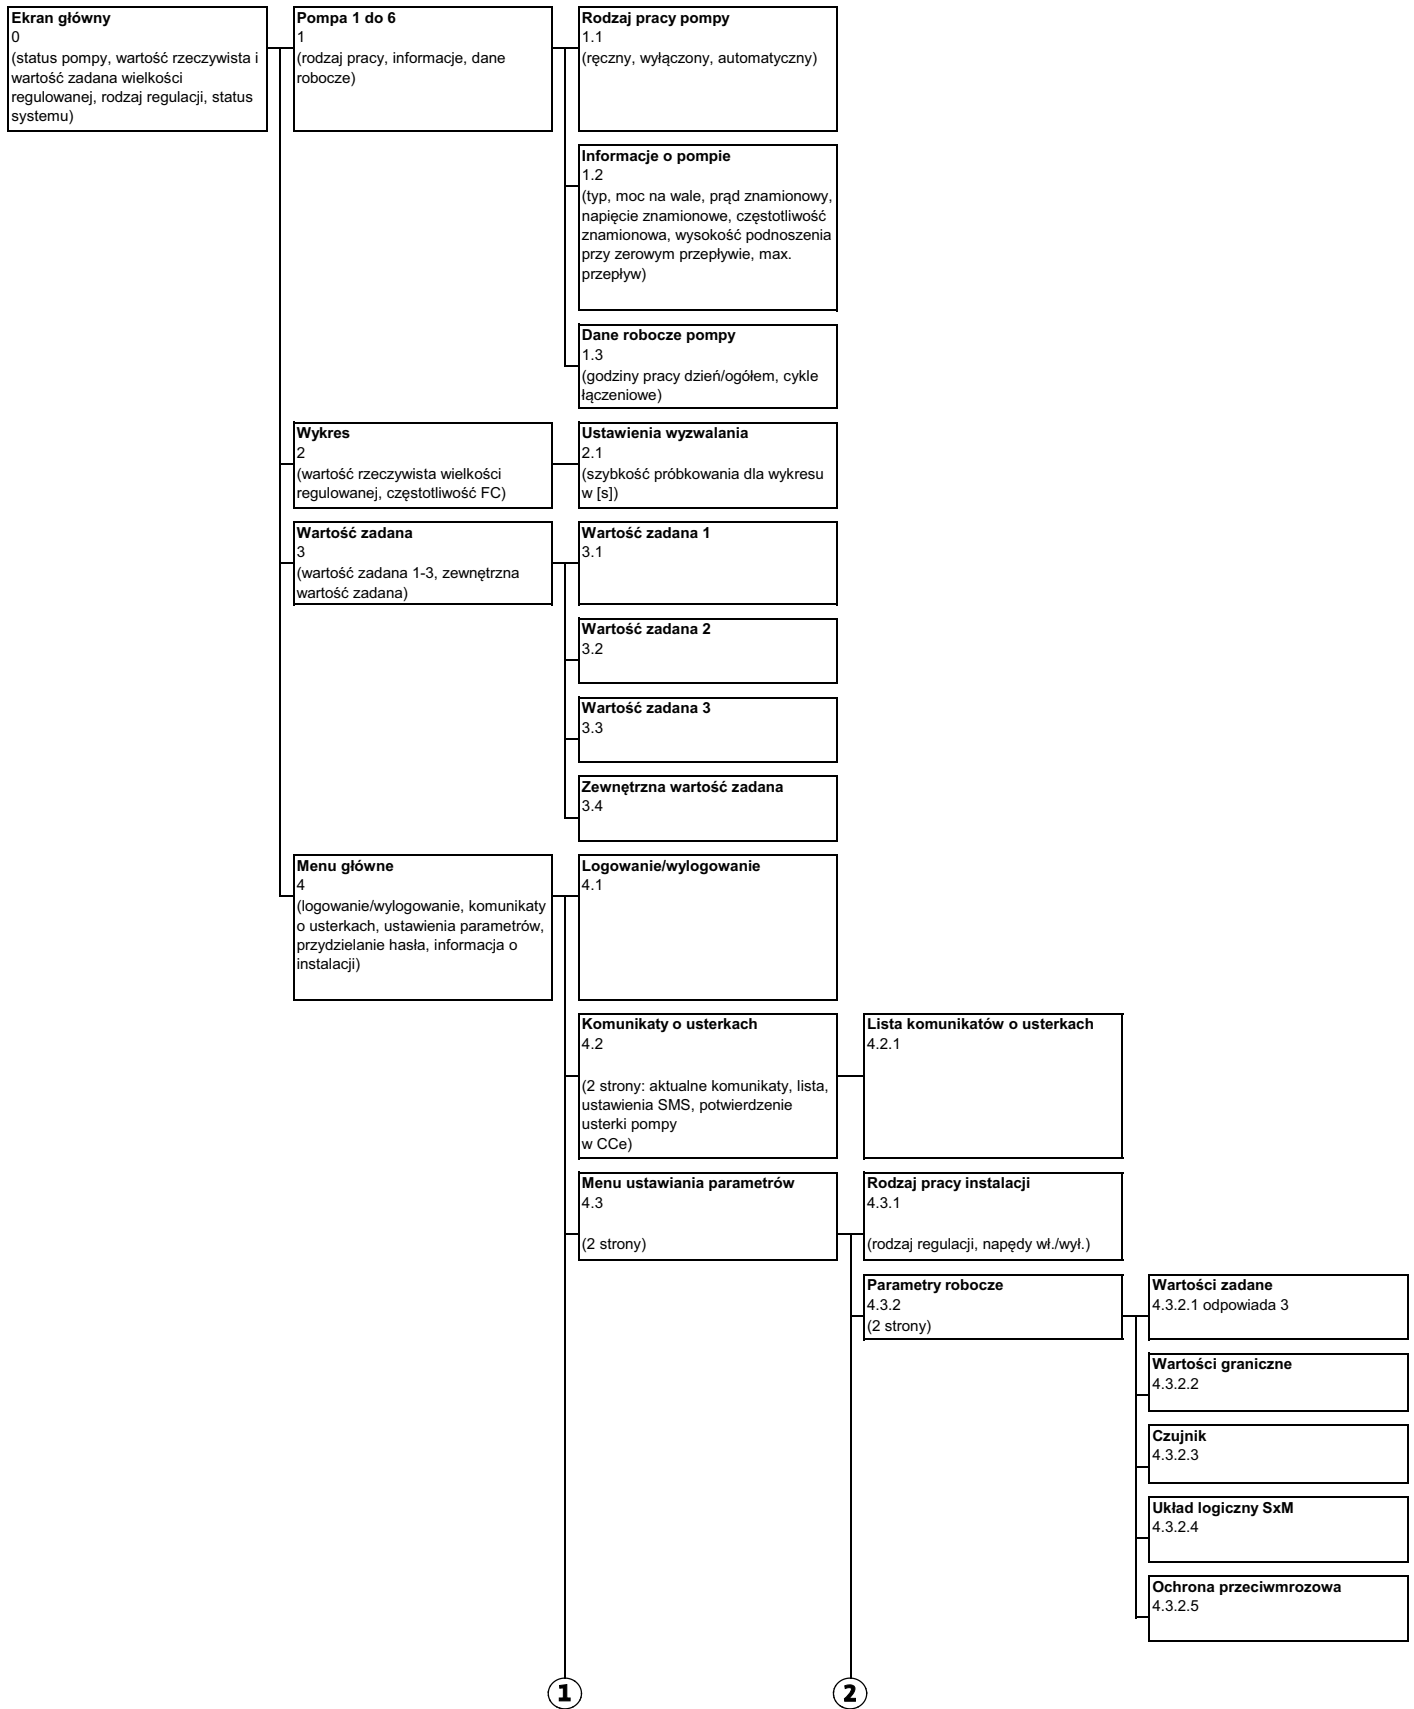 Ekran główny
0
(status pompy, wartość rzeczywista i
wartość zadana wielkości
regulowanej, rodzaj regulacji, status
systemu)
Pompa 1 do 6
1
(rodzaj pracy, informacje, dane
robocze)
Rodzaj pracy pompy
1.1
(ręczny, wyłączony, automatyczny)
Informacje o pompie
1.2
(typ, moc na wale, prąd znamionowy,
napięcie znamionowe, częstotliwość
znamionowa, wysokość podnoszenia
przy zerowym przepływie, max.
przepływ)
Dane robocze pompy
1.3
(godziny pracy dzień/ogółem, cykle
łączeniowe)
Wykres
2
(wartość rzeczywista wielkości
regulowanej, częstotliwość FC)
Ustawienia wyzwalania
2.1
(szybkość próbkowania dla wykresu
w [s])
Wartość zadana
3
(wartość zadana 1-3, zewnętrzna
wartość zadana)
Wartość zadana 1
3.1
Wartość zadana 2
3.2
Wartość zadana 3
3.3
Zewnętrzna wartość zadana
3.4
Menu główne
4
(logowanie/wylogowanie, komunikaty
o usterkach, ustawienia parametrów,
przydzielanie hasła, informacja o
instalacji)
Logowanie/wylogowanie
4.1
Komunikaty o usterkach
4.2
(2 strony: aktualne komunikaty, lista,
ustawienia SMS, potwierdzenie
usterki pompy
w CCe)
Lista komunikatów o usterkach
4.2.1
Menu ustawiania parametrów
4.3
(2 strony)
Rodzaj pracy instalacji
4.3.1
(rodzaj regulacji, napędy wł./wył.)
Parametry robocze
4.3.2
(2 strony)
Wartości zadane
4.3.2.1 odpowiada 3
Wartości graniczne
4.3.2.2
Czujnik
4.3.2.3
Układ logiczny SxM
4.3.2.4
Ochrona przeciwmrozowa
4.3.2.5
1
2